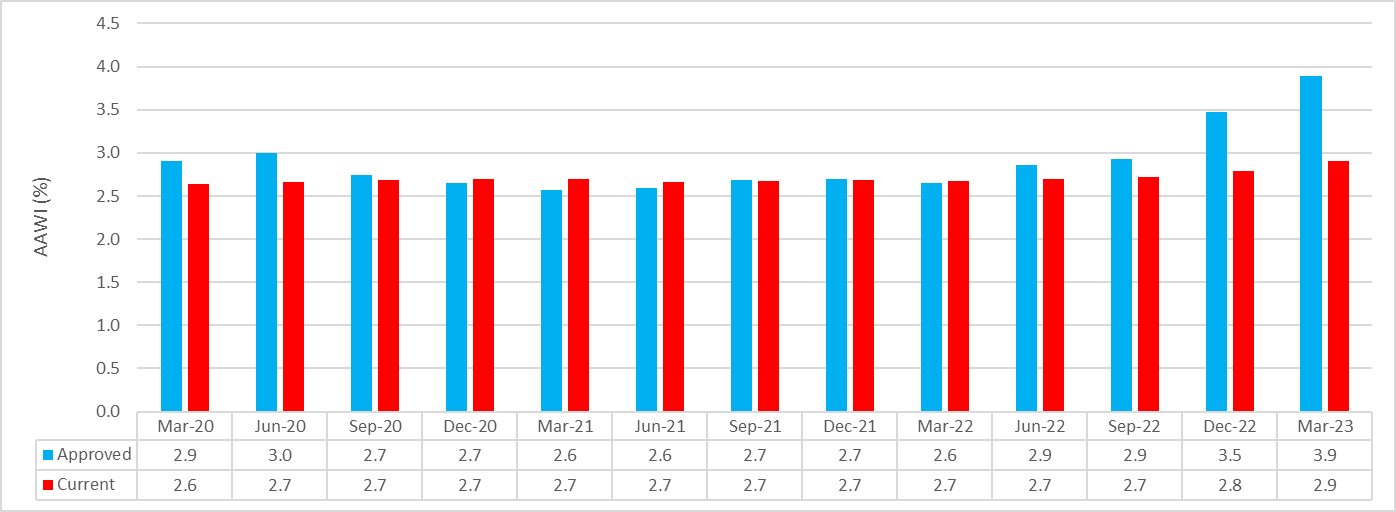 4.5
4.0
3.5
3.0
2.5
2.0
1.5
1.0
0.5
0.0
AAWI (%)
Mar-20 Jun-20 Sep-20 Dec-20 Mar-21 Jun-21 Sep-21 Dec-21 Mar-22 Jun-22 Sep-22 Dec-22 Mar-23
Approved 2.9 3.0 2.7 2.7 2.6 2.6 2.7 2.7 2.6 2.9 2.9 3.5 3.9
Current 2.6 2.7 2.7 2.7 2.7 2.7 2.7 2.7 2.7 2.7 2.7 2.8 2.9